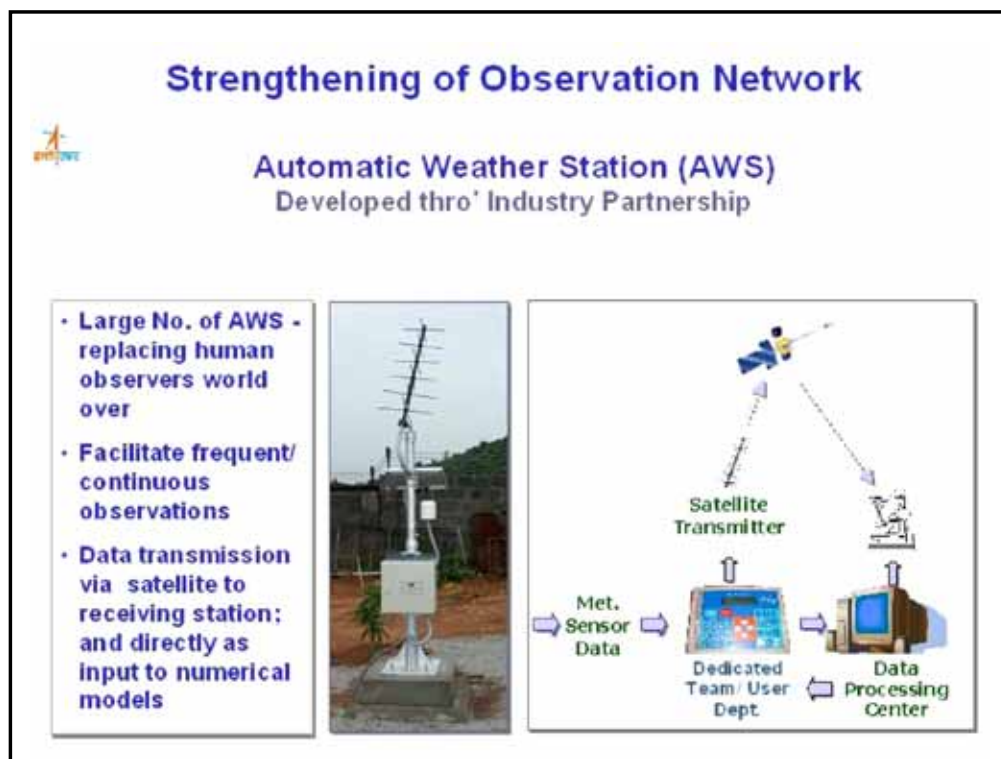 Strengthening of Observation Network
Automatic Weather Station (AWS)
Developed thro' Industry Partnership
· Large No. of AWS -
replacing human
observers world
over
· Facilitate frequent/
continuous
observations
· Data transmission
via satellite to
receiving station;
and directly as
input to numerical
models
Satellite
Transmitter
Met.
Sensor
Data
Dedicated
Team/ User
Dept.
Data
Processing
Center